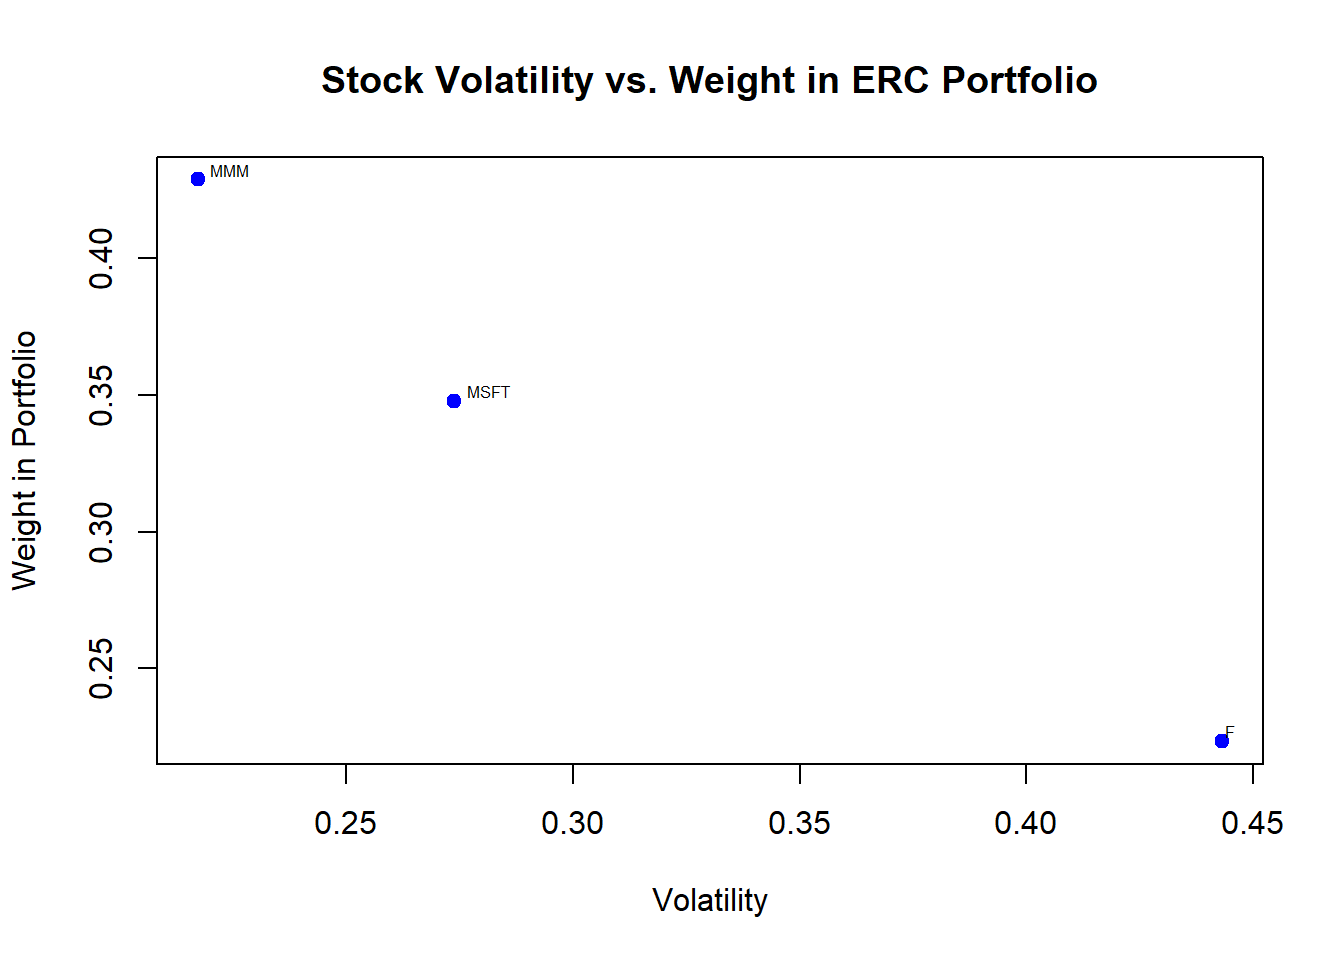 Stock Volatility vs. Weight in ERC Portfolio
MMM
MSFT
F
Weight in Portfolio
0.40
0.35
0.30
0.25
0.25 0.30 0.35 0.40 0.45
Volatility